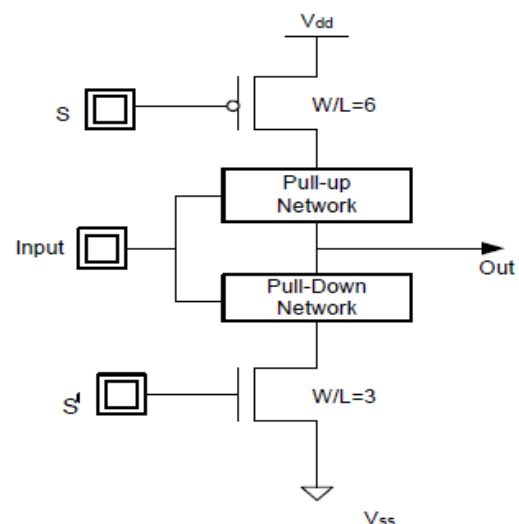 Vdd
S
W/L=6
Pull-up
Network
Input
Out
Pull-Down
Network
S'
W/L=3
Vss